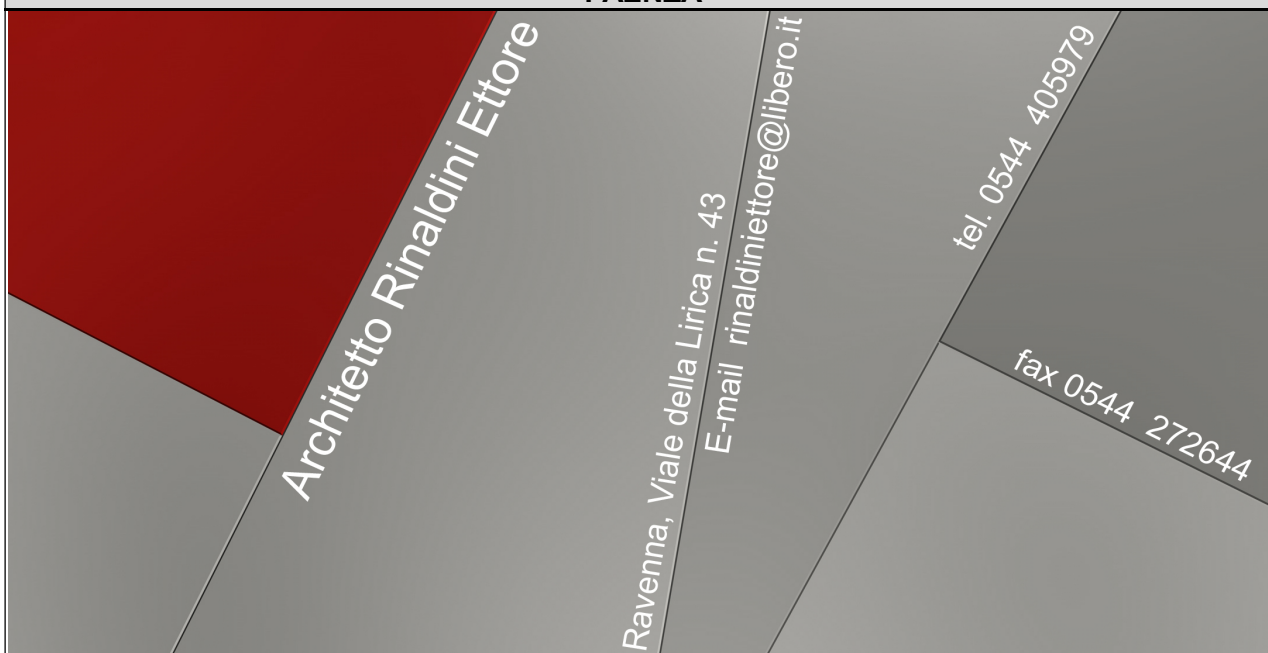 FAENZA
Architetto Rinaldini Ettore
Ravenna, Viale della Lirica n. 43
E-mail rinaldiniettore@libero.it
tel. 0544 405979
fax 0544 272644